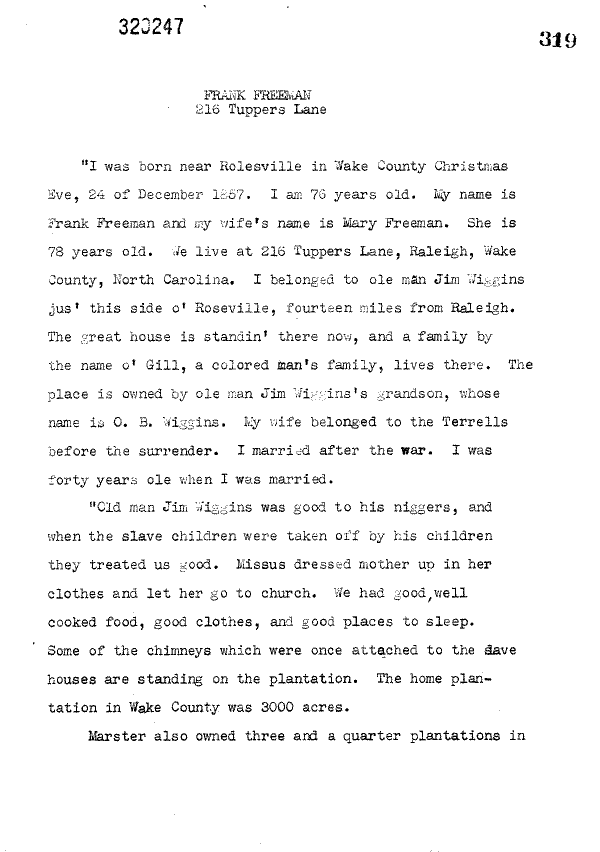 320247
319
FRANK FREEMAN
216 Tuppers Lane
"I was born near Rolesville in Wake County Christmas
Eve, 24 of December 1857. I am 76 years old. My name is
Frank Freeman and my wife's name is Mary Freeman. She is
78 years old. We live at 216 Tuppers Lane, Raleigh, Wake
County, North Carolina. I belonged to ole man Jim Wiggins
jus' this side o' Roseville, fourteen miles from Raleigh.
The great house is standin' there now, and a family by
the name o' Gill, a colored man's family, lives there. The
place is owned by ole man Jim Wiggins's grandson, whose
name is O. B. Wiggins. My wife belonged to the Terrells
before the surrender. I married after the war. I was
forty years ole when I was married.
"Old man Jim Wiggins was good to his niggers, and
when the slave children were taken off by his children
they treated us good. Missus dressed mother up in her
clothes and let her go to church. We had good, well
cooked food, good clothes, and good places to sleep.
Some of the chimneys which were once attached to the slave
houses are standing on the plantation. The home plan-
tation in Wake County was 3000 acres.
Marster also owned three and a quarter plantations in